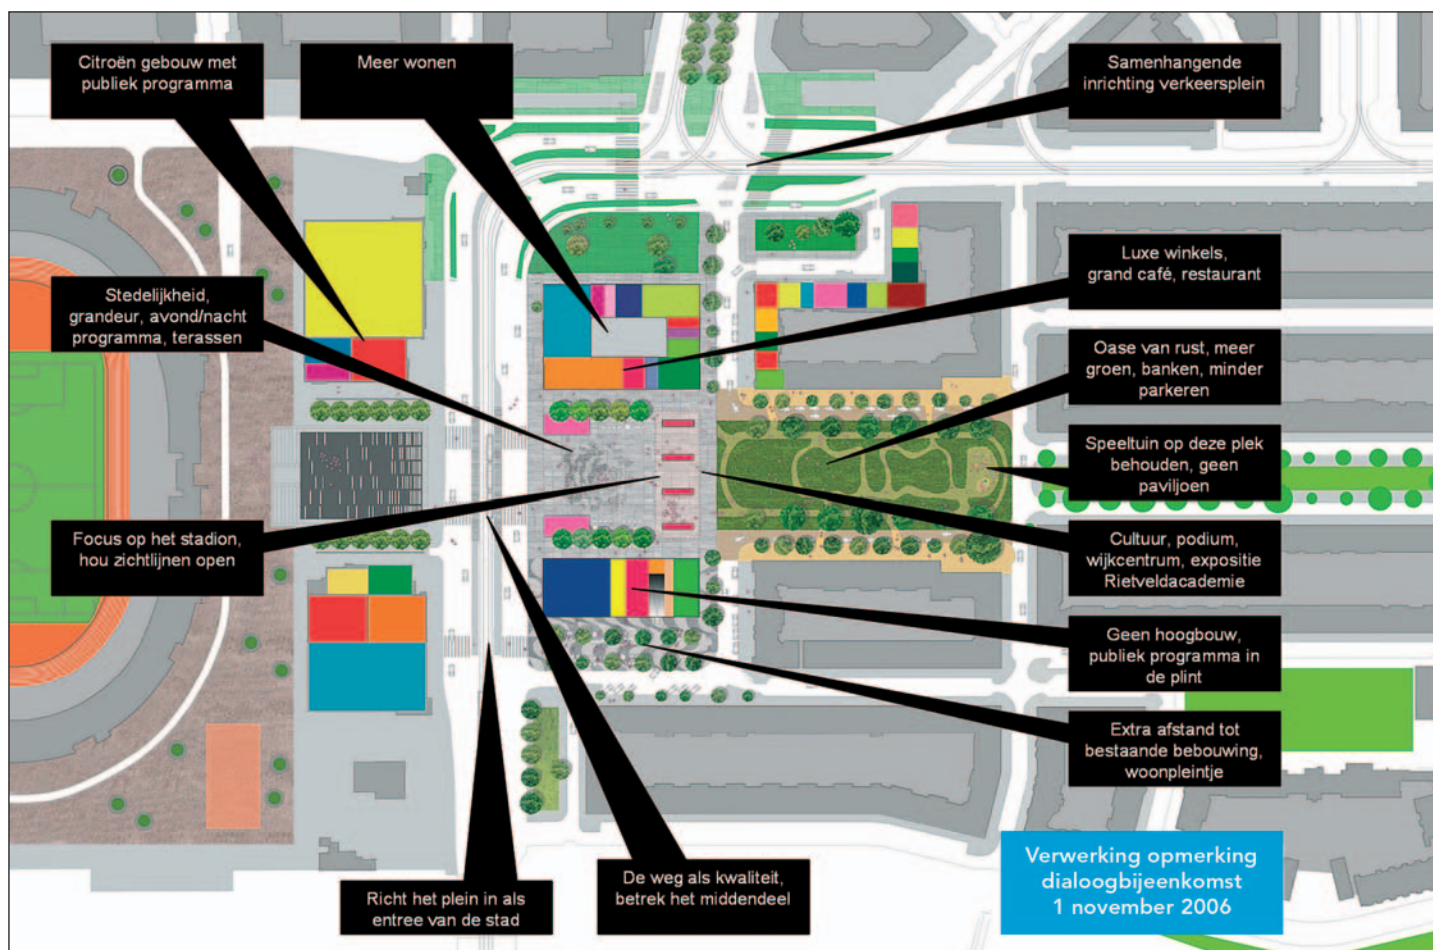 Citroën gebouw met
publiek programma
Meer wonen
Samenhangende
inrichting verkeersplein
Stedelijkheid,
grandeur, avond/nacht
programma, terassen
Luxe winkels,
grand café, restaurant
Oase van rust, meer
groen, banken, minder
parkeren
Speeltuin op deze plek
behouden, geen
paviljoen
Focus op het stadion,
hou zichtlijnen open
Cultuur, podium,
wijkcentrum, expositie
Rietveldacademie
Geen hoogbouw,
publiek programma in
de plint
Extra afstand tot
bestaande bebouwing,
woonpleintje
Richt het plein in als
entree van de stad
De weg als kwaliteit,
betrek het middendeel
Verwerking opmerking
dialoogbijeenkomst
1 november 2006